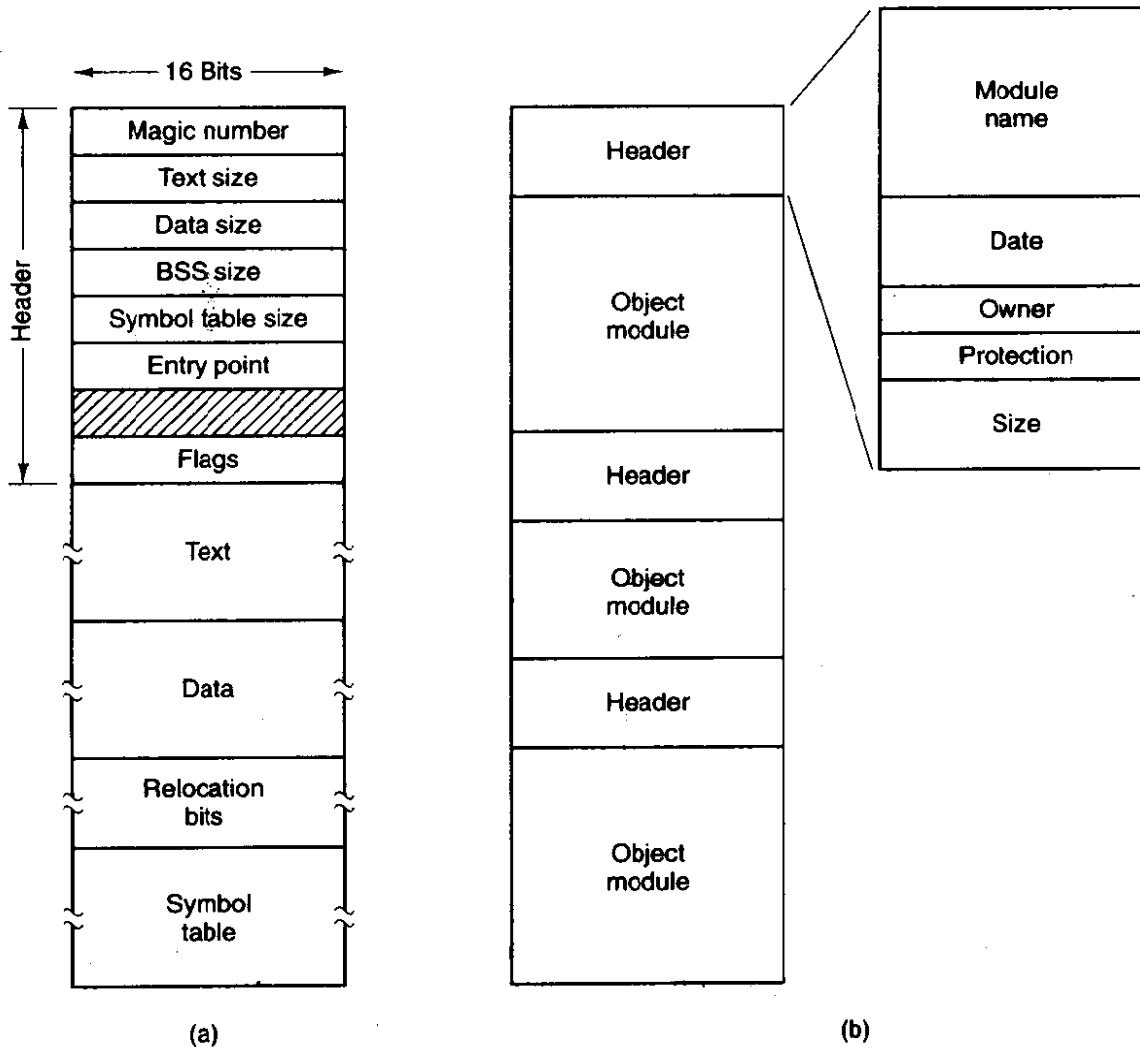 16 Bits
Header
Magic number
Text size
Data size
BSS size
Symbol table size
Entry point
Flags
Text
Data
Relocation
bits
Symbol
table
(a)
Header
Object
module
Header
Object
module
Header
Object
module
Module
name
Date
Owner
Protection
Size
(b)